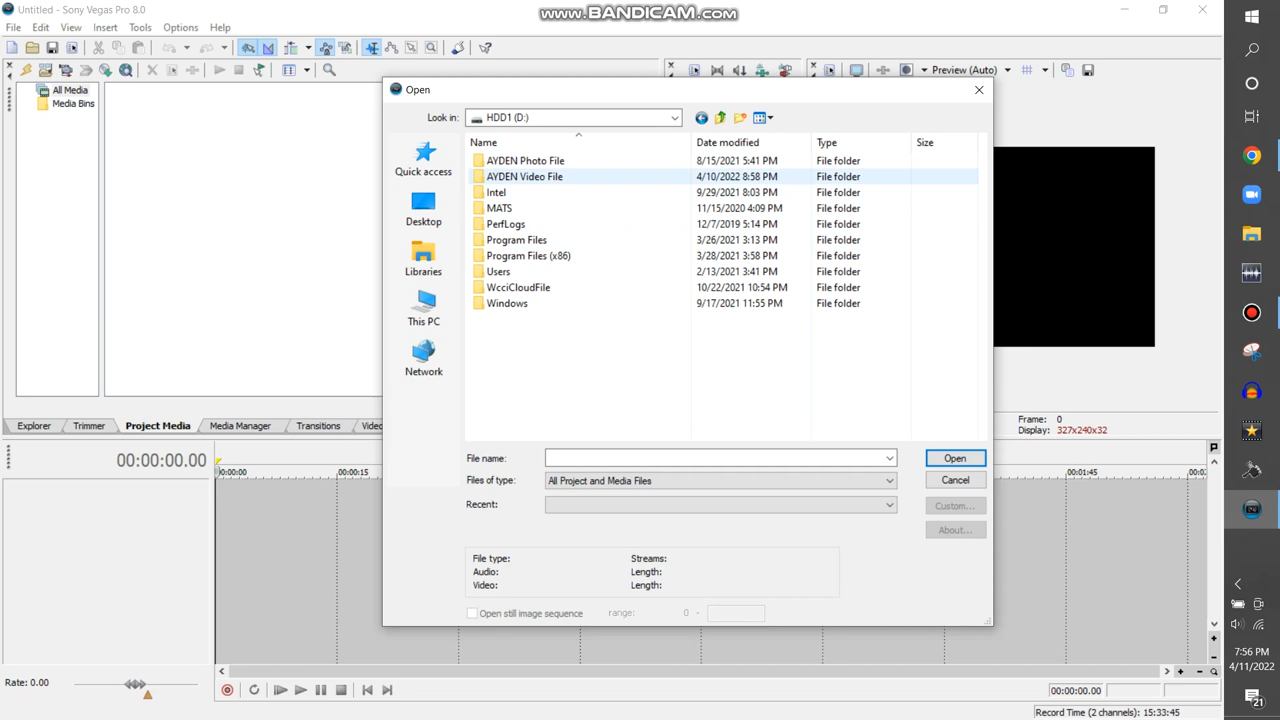 Untitled - Sony Vegas Pro 8.0
www.BANDICAM.com
File Edit View Insert Tools Options Help
Preview (Auto)
All Media
Media Bins
Open
Look in: HDD1 (D:)
Quick access
Desktop
Libraries
This PC
Network
Name Date modified Type Size
AYDEN Photo File 8/15/2021 5:41 PM File folder
AYDEN Video File 4/10/2022 8:58 PM File folder
Intel 9/29/2021 8:03 PM File folder
MATS 11/15/2020 4:09 PM File folder
PerfLogs 12/7/2019 5:14 PM File folder
Program Files 3/26/2021 3:13 PM File folder
Program Files (x86) 3/28/2021 3:58 PM File folder
Users 2/13/2021 3:41 PM File folder
WcciCloudFile 10/22/2021 10:54 PM File folder
Windows 9/17/2021 11:55 PM File folder
File name: Open
Files of type: All Project and Media Files Cancel
Recent: Custom...
About...
File type: Streams:
Audio: Length:
Video: Length:
Open still image sequence range: 0 -
Explorer Trimmer Project Media Media Manager Transitions Video
Frame: 0
Display: 327x240x32
00:00:00.00
00:00:00 00:00:15 00:01:45
Rate: 0.00
00:00:00.00
Record Time (2 channels): 15:33:45
7:56 PM
4/11/2022
21